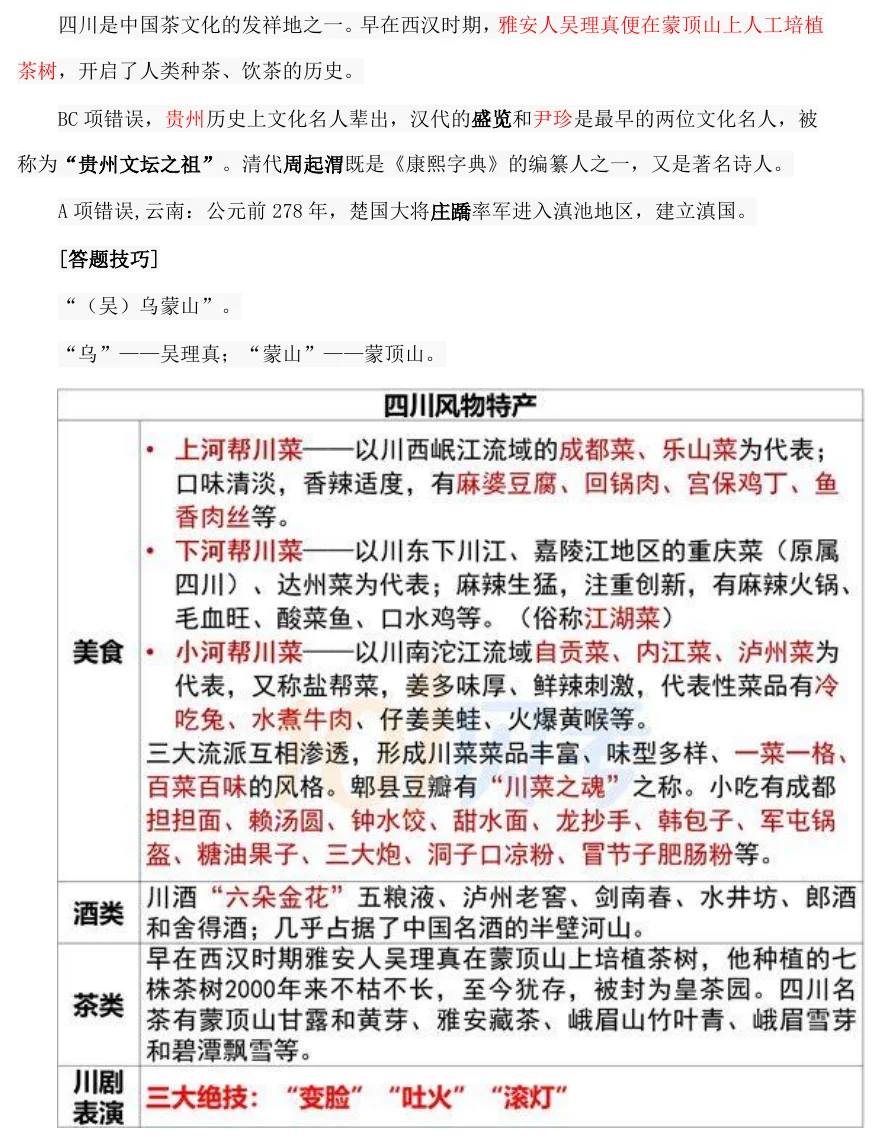 四川是中国茶文化的发祥地之一。早在西汉时期，雅安人吴理真便在蒙顶山上人工培植
茶树，开启了人类种茶、饮茶的历史。
BC 项错误，贵州历史上文化名人辈出，汉代的盛览和尹珍是最早的两位文化名人，被
称为“贵州文坛之祖”。清代周起渭既是《康熙字典》的编纂人之一，又是著名诗人。
A 项错误,云南：公元前 278 年，楚国大将庄蹻率军进入滇池地区，建立滇国。
[答题技巧]
“（吴）乌蒙山”。
“乌”——吴理真；“蒙山”——蒙顶山。
四川风物特产
美食
• 上河帮川菜——以川西岷江流域的成都菜、乐山菜为代表；
口味清淡，香辣适度，有麻婆豆腐、回锅肉、宫保鸡丁、鱼
香肉丝等。
• 下河帮川菜——以川东下川江、嘉陵江地区的重庆菜（原属
四川）、达州菜为代表；麻辣生猛，注重创新，有麻辣火锅、
毛血旺、酸菜鱼、口水鸡等。（俗称江湖菜）
• 小河帮川菜——以川南沱江流域自贡菜、内江菜、泸州菜为
代表，又称盐帮菜，姜多味厚、鲜辣刺激，代表性菜品有冷
吃兔、水煮牛肉、仔姜美蛙、火爆黄喉等。
三大流派互相渗透，形成川菜菜品丰富、味型多样、一菜一格、
百菜百味的风格。郫县豆瓣有“川菜之魂”之称。小吃有成都
担担面、赖汤圆、钟水饺、甜水面、龙抄手、韩包子、军屯锅
盔、糖油果子、三大炮、洞子口凉粉、冒节子肥肠粉等。
酒类
川酒“六朵金花”五粮液、泸州老窖、剑南春、水井坊、郎酒
和舍得酒；几乎占据了中国名酒的半壁河山。
茶类
早在西汉时期雅安人吴理真在蒙顶山上培植茶树，他种植的七
株茶树2000年来不枯不长，至今犹存，被封为皇茶园。四川名
茶有蒙顶山甘露和黄芽、雅安藏茶、峨眉山竹叶青、峨眉雪芽
和碧潭飘雪等。
川剧
表演
三大绝技：“变脸”“吐火”“滚灯”